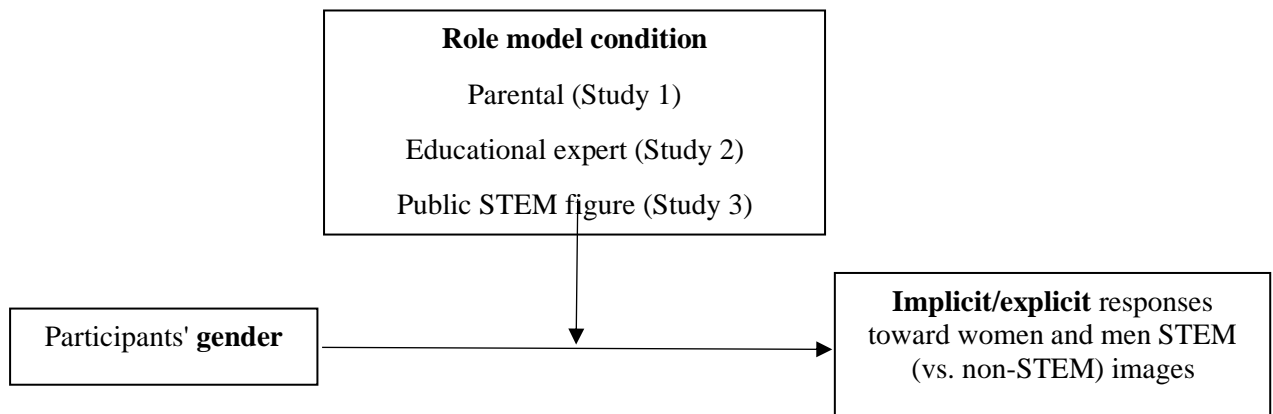 Role model condition
Parental (Study 1)
Educational expert (Study 2)
Public STEM figure (Study 3)
Participants' gender
Implicit/explicit responses
toward women and men STEM
(vs. non-STEM) images